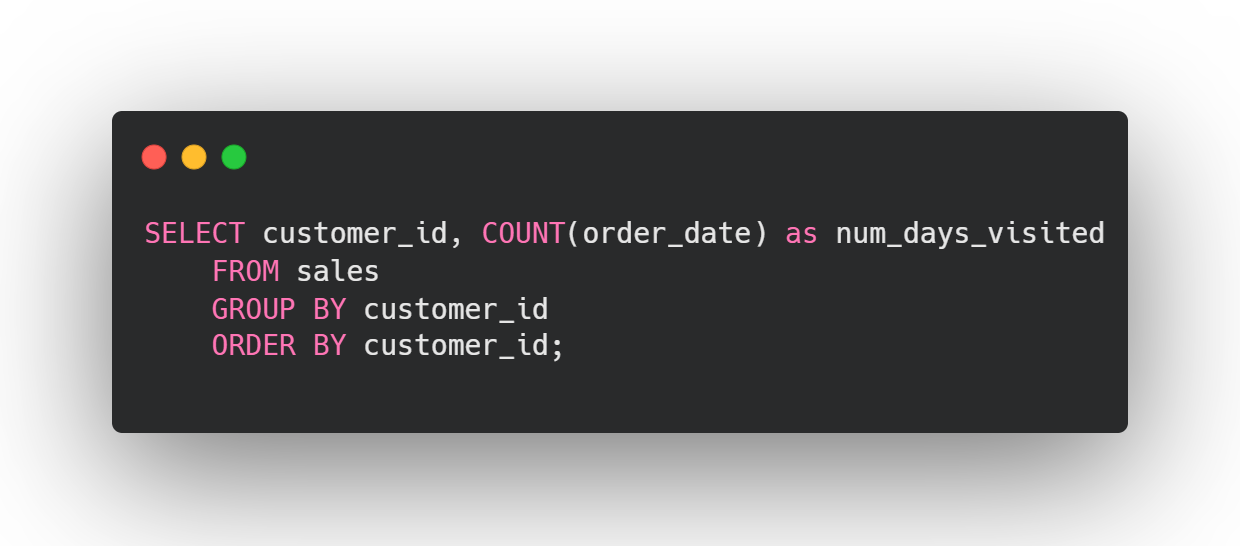 SELECT customer_id, COUNT(order_date) as num_days_visited
    FROM sales
    GROUP BY customer_id
    ORDER BY customer_id;